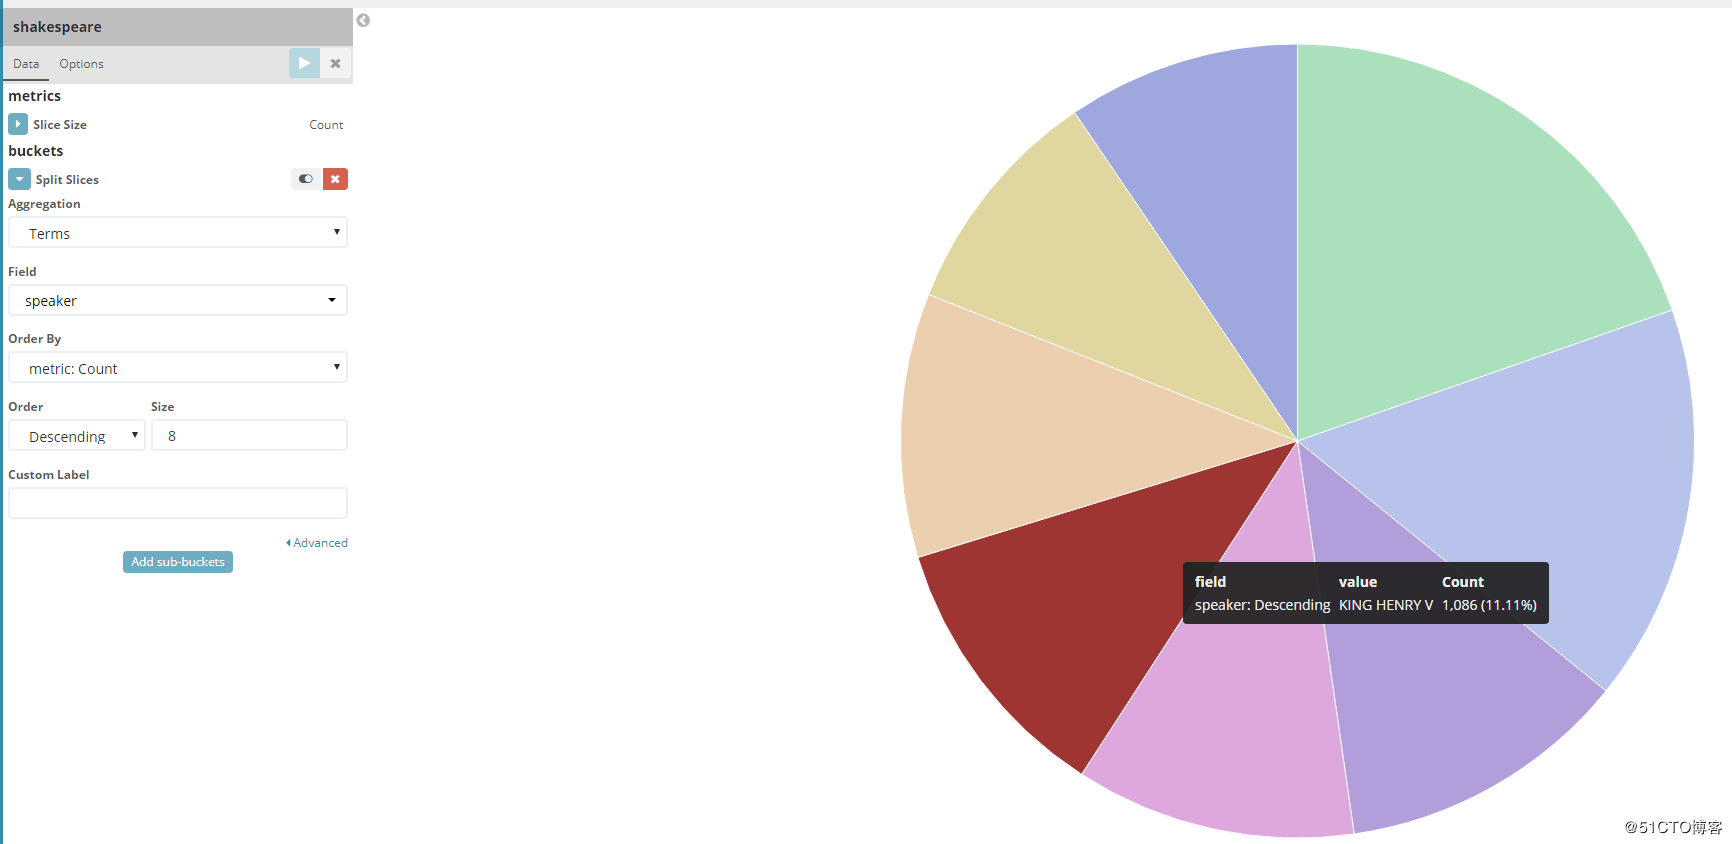 shakespeare
Data Options
metrics
Slice Size Count
buckets
Split Slices
Aggregation
Terms
Field
speaker
Order By
metric: Count
Order Size
Descending 8
Custom Label
Advanced
Add sub-buckets
field value Count
speaker: Descending KING HENRY V 1,086 (11.11%)
@51CTO博客